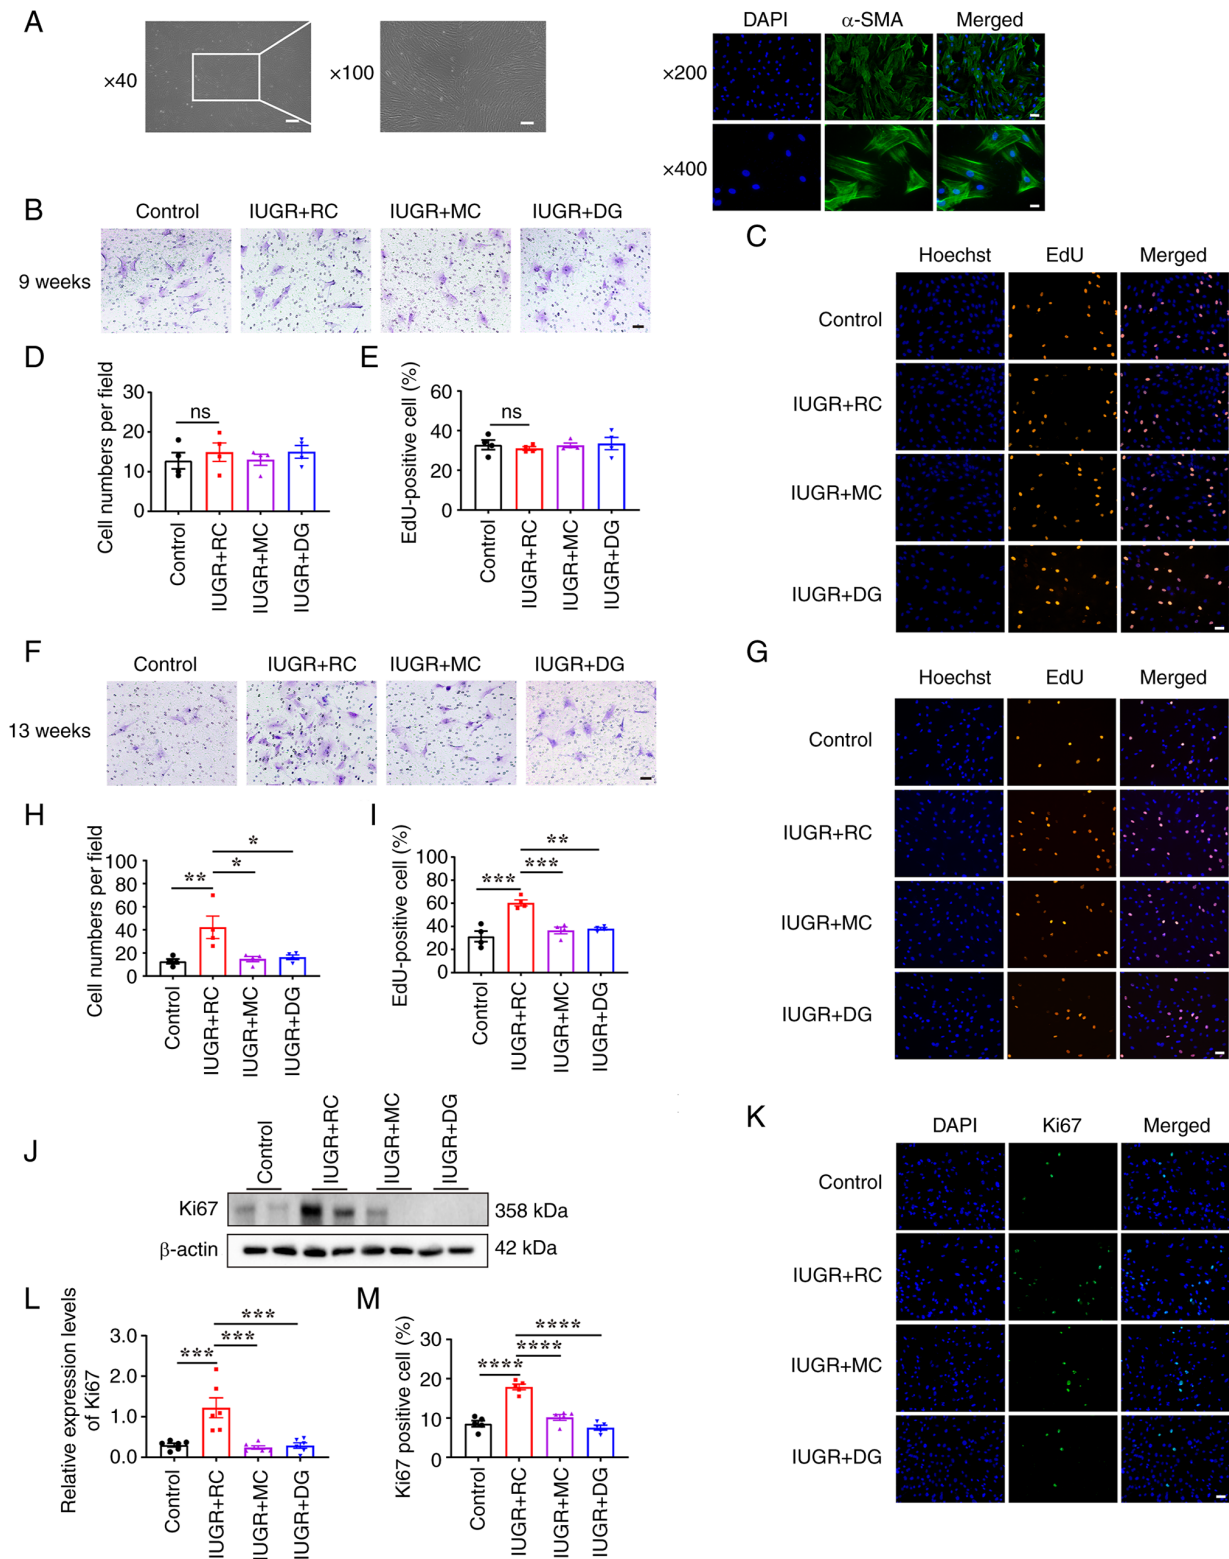 A
×40
×100
DAPI α-SMA Merged
×200
×400
B
Control IUGR+RC IUGR+MC IUGR+DG
9 weeks
C
Hoechst EdU Merged
Control
IUGR+RC
IUGR+MC
IUGR+DG
D
Cell numbers per field
30
20
10
0
ns
Control
IUGR+RC
IUGR+MC
IUGR+DG
E
EdU-positive cell (%)
60
40
20
0
ns
Control
IUGR+RC
IUGR+MC
IUGR+DG
F
Control IUGR+RC IUGR+MC IUGR+DG
13 weeks
G
Hoechst EdU Merged
Control
IUGR+RC
IUGR+MC
IUGR+DG
H
Cell numbers per field
100
80
60
40
20
0
*
*
**
Control
IUGR+RC
IUGR+MC
IUGR+DG
I
EdU-positive cell (%)
100
80
60
40
20
0
**
***
***
Control
IUGR+RC
IUGR+MC
IUGR+DG
J
Control
IUGR+RC
IUGR+MC
IUGR+DG
Ki67 358 kDa
β-actin 42 kDa
K
DAPI Ki67 Merged
Control
IUGR+RC
IUGR+MC
IUGR+DG
L
Relative expression levels
of Ki67
3.0
2.0
1.0
0.0
***
***
***
Control
IUGR+RC
IUGR+MC
IUGR+DG
M
Ki67 positive cell (%)
30
20
10
0
****
****
****
Control
IUGR+RC
IUGR+MC
IUGR+DG